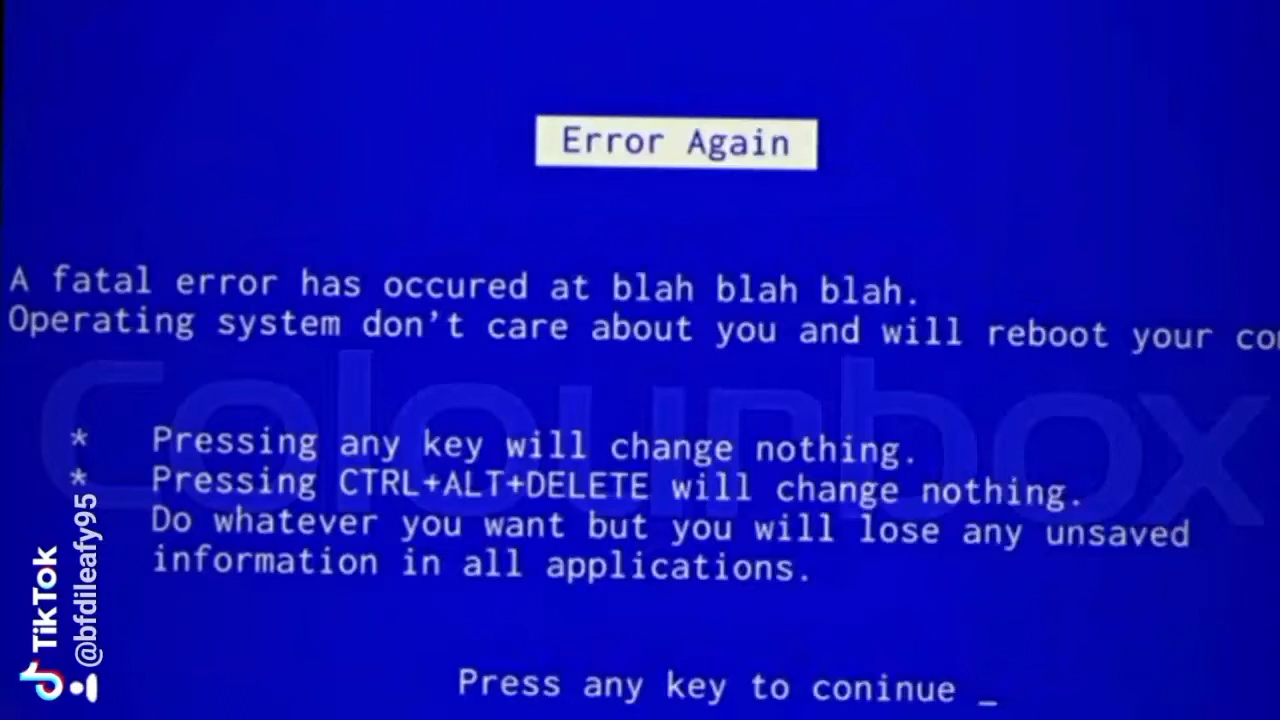 Error Again
A fatal error has occured at blah blah blah.
Operating system don't care about you and will reboot your
Colourbox
* Pressing any key will change nothing.
* Pressing CTRL+ALT+DELETE will change nothing.
Do whatever you want but you will lose any unsaved
information in all applications.
Press any key to coninue _
TikTok
@bfdileafy95